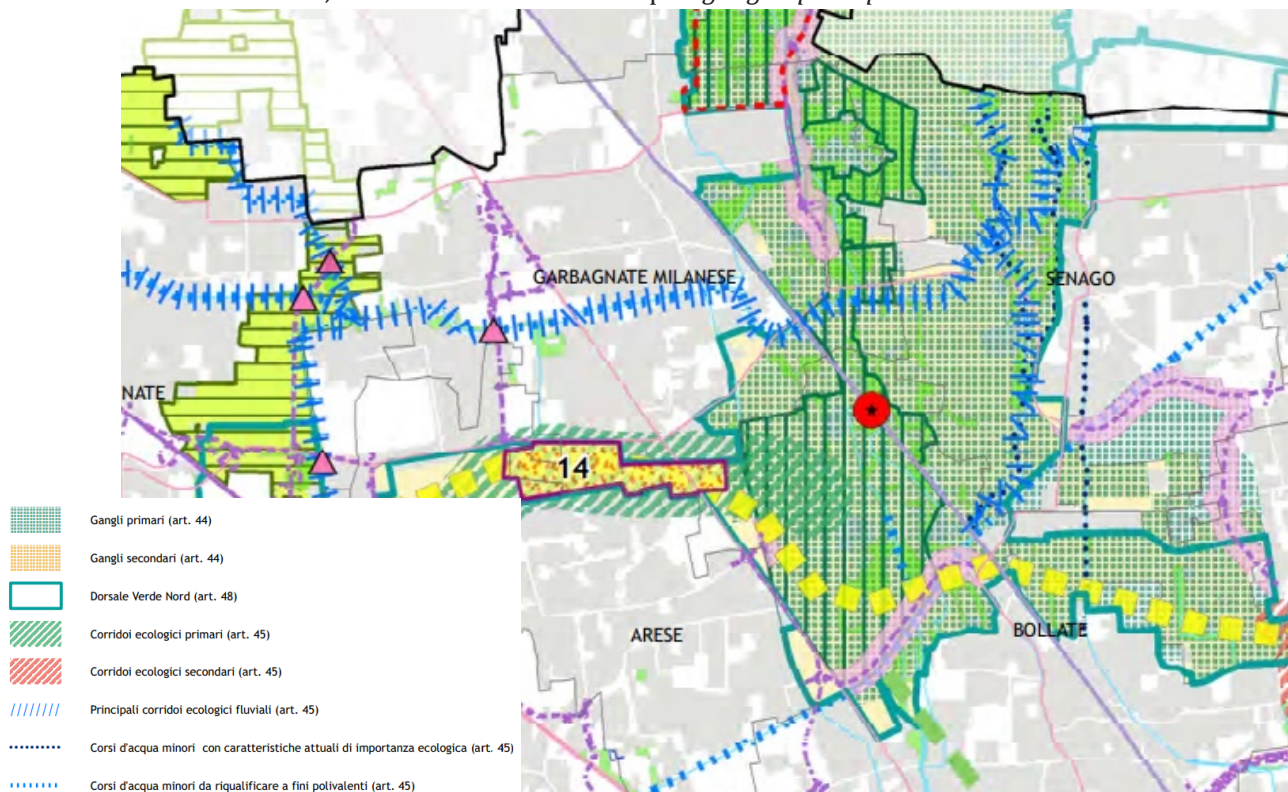 GARBAGNATE MILANESE
SENAGO
NATE
14
ARESE
BOLLATE
Gangli primari (art. 44)
Gangli secondari (art. 44)
Dorsale Verde Nord (art. 48)
Corridoi ecologici primari (art. 45)
Corridoi ecologici secondari (art. 45)
Principali corridoi ecologici fluviali (art. 45)
Corsi d'acqua minori con caratteristiche attuali di importanza ecologica (art. 45)
Corsi d'acqua minori da riqualificare a fini polivalenti (art. 45)